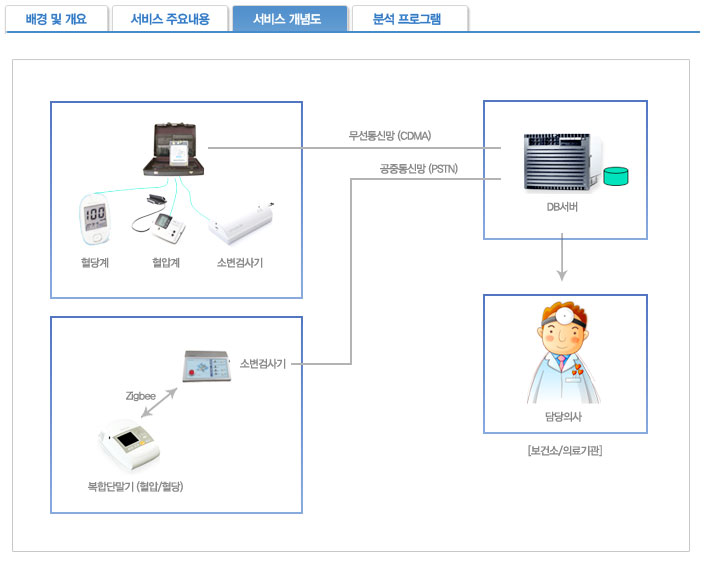 배경 및 개요
서비스 주요내용
서비스 개념도
분석 프로그램
무선통신망 (CDMA)
공중통신망 (PSTN)
DB서버
혈당계
혈압계
소변검사기
소변검사기
Zigbee
복합단말기 (혈압/혈당)
담당의사
[보건소/의료기관]